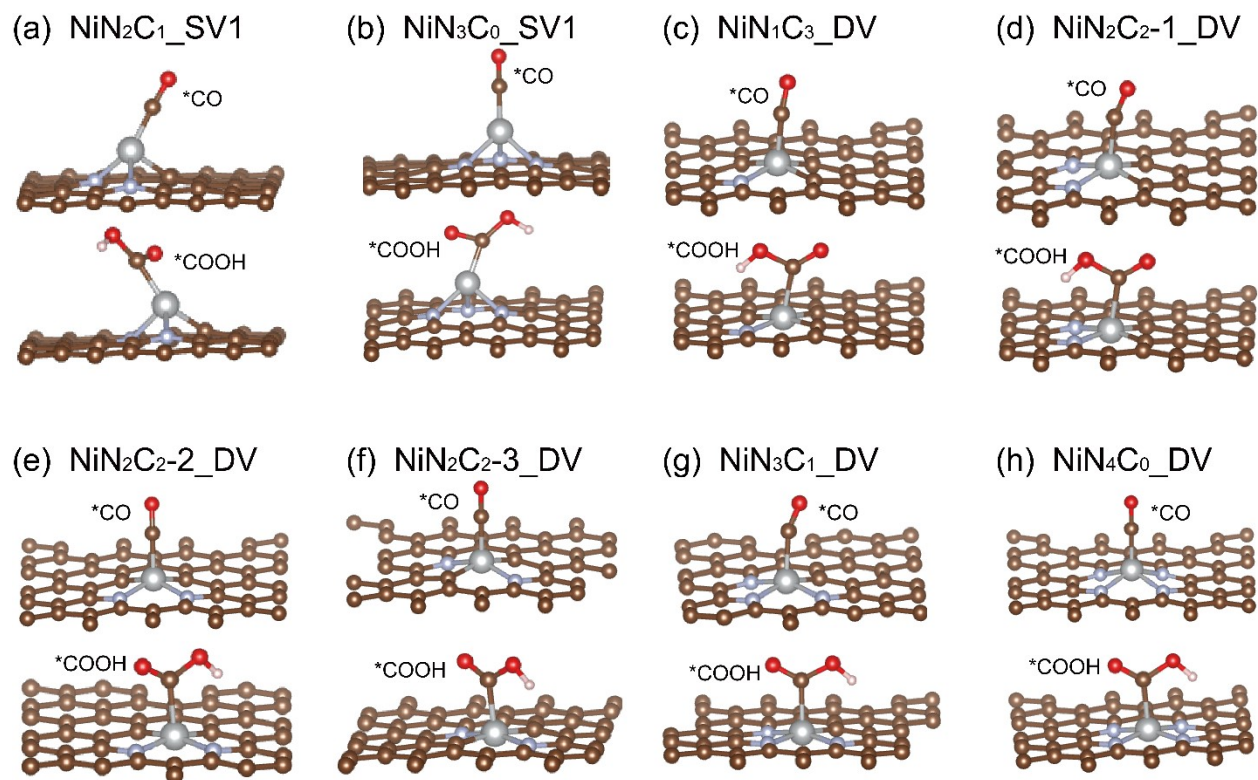 (a) NiN₂C₁_SV1
*CO
*COOH
(b) NiN₃C₀_SV1
*CO
*COOH
(c) NiN₁C₃_DV
*CO
*COOH
(d) NiN₂C₂-1_DV
*CO
*COOH
(e) NiN₂C₂-2_DV
*CO
*COOH
(f) NiN₂C₂-3_DV
*CO
*COOH
(g) NiN₃C₁_DV
*CO
*COOH
(h) NiN₄C₀_DV
*CO
*COOH